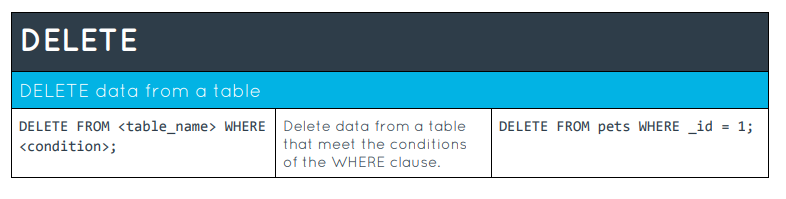 DELETE
DELETE data from a table
DELETE FROM <table_name> WHERE
<condition>;
Delete data from a table
that meet the conditions
of the WHERE clause.
DELETE FROM pets WHERE _id = 1;